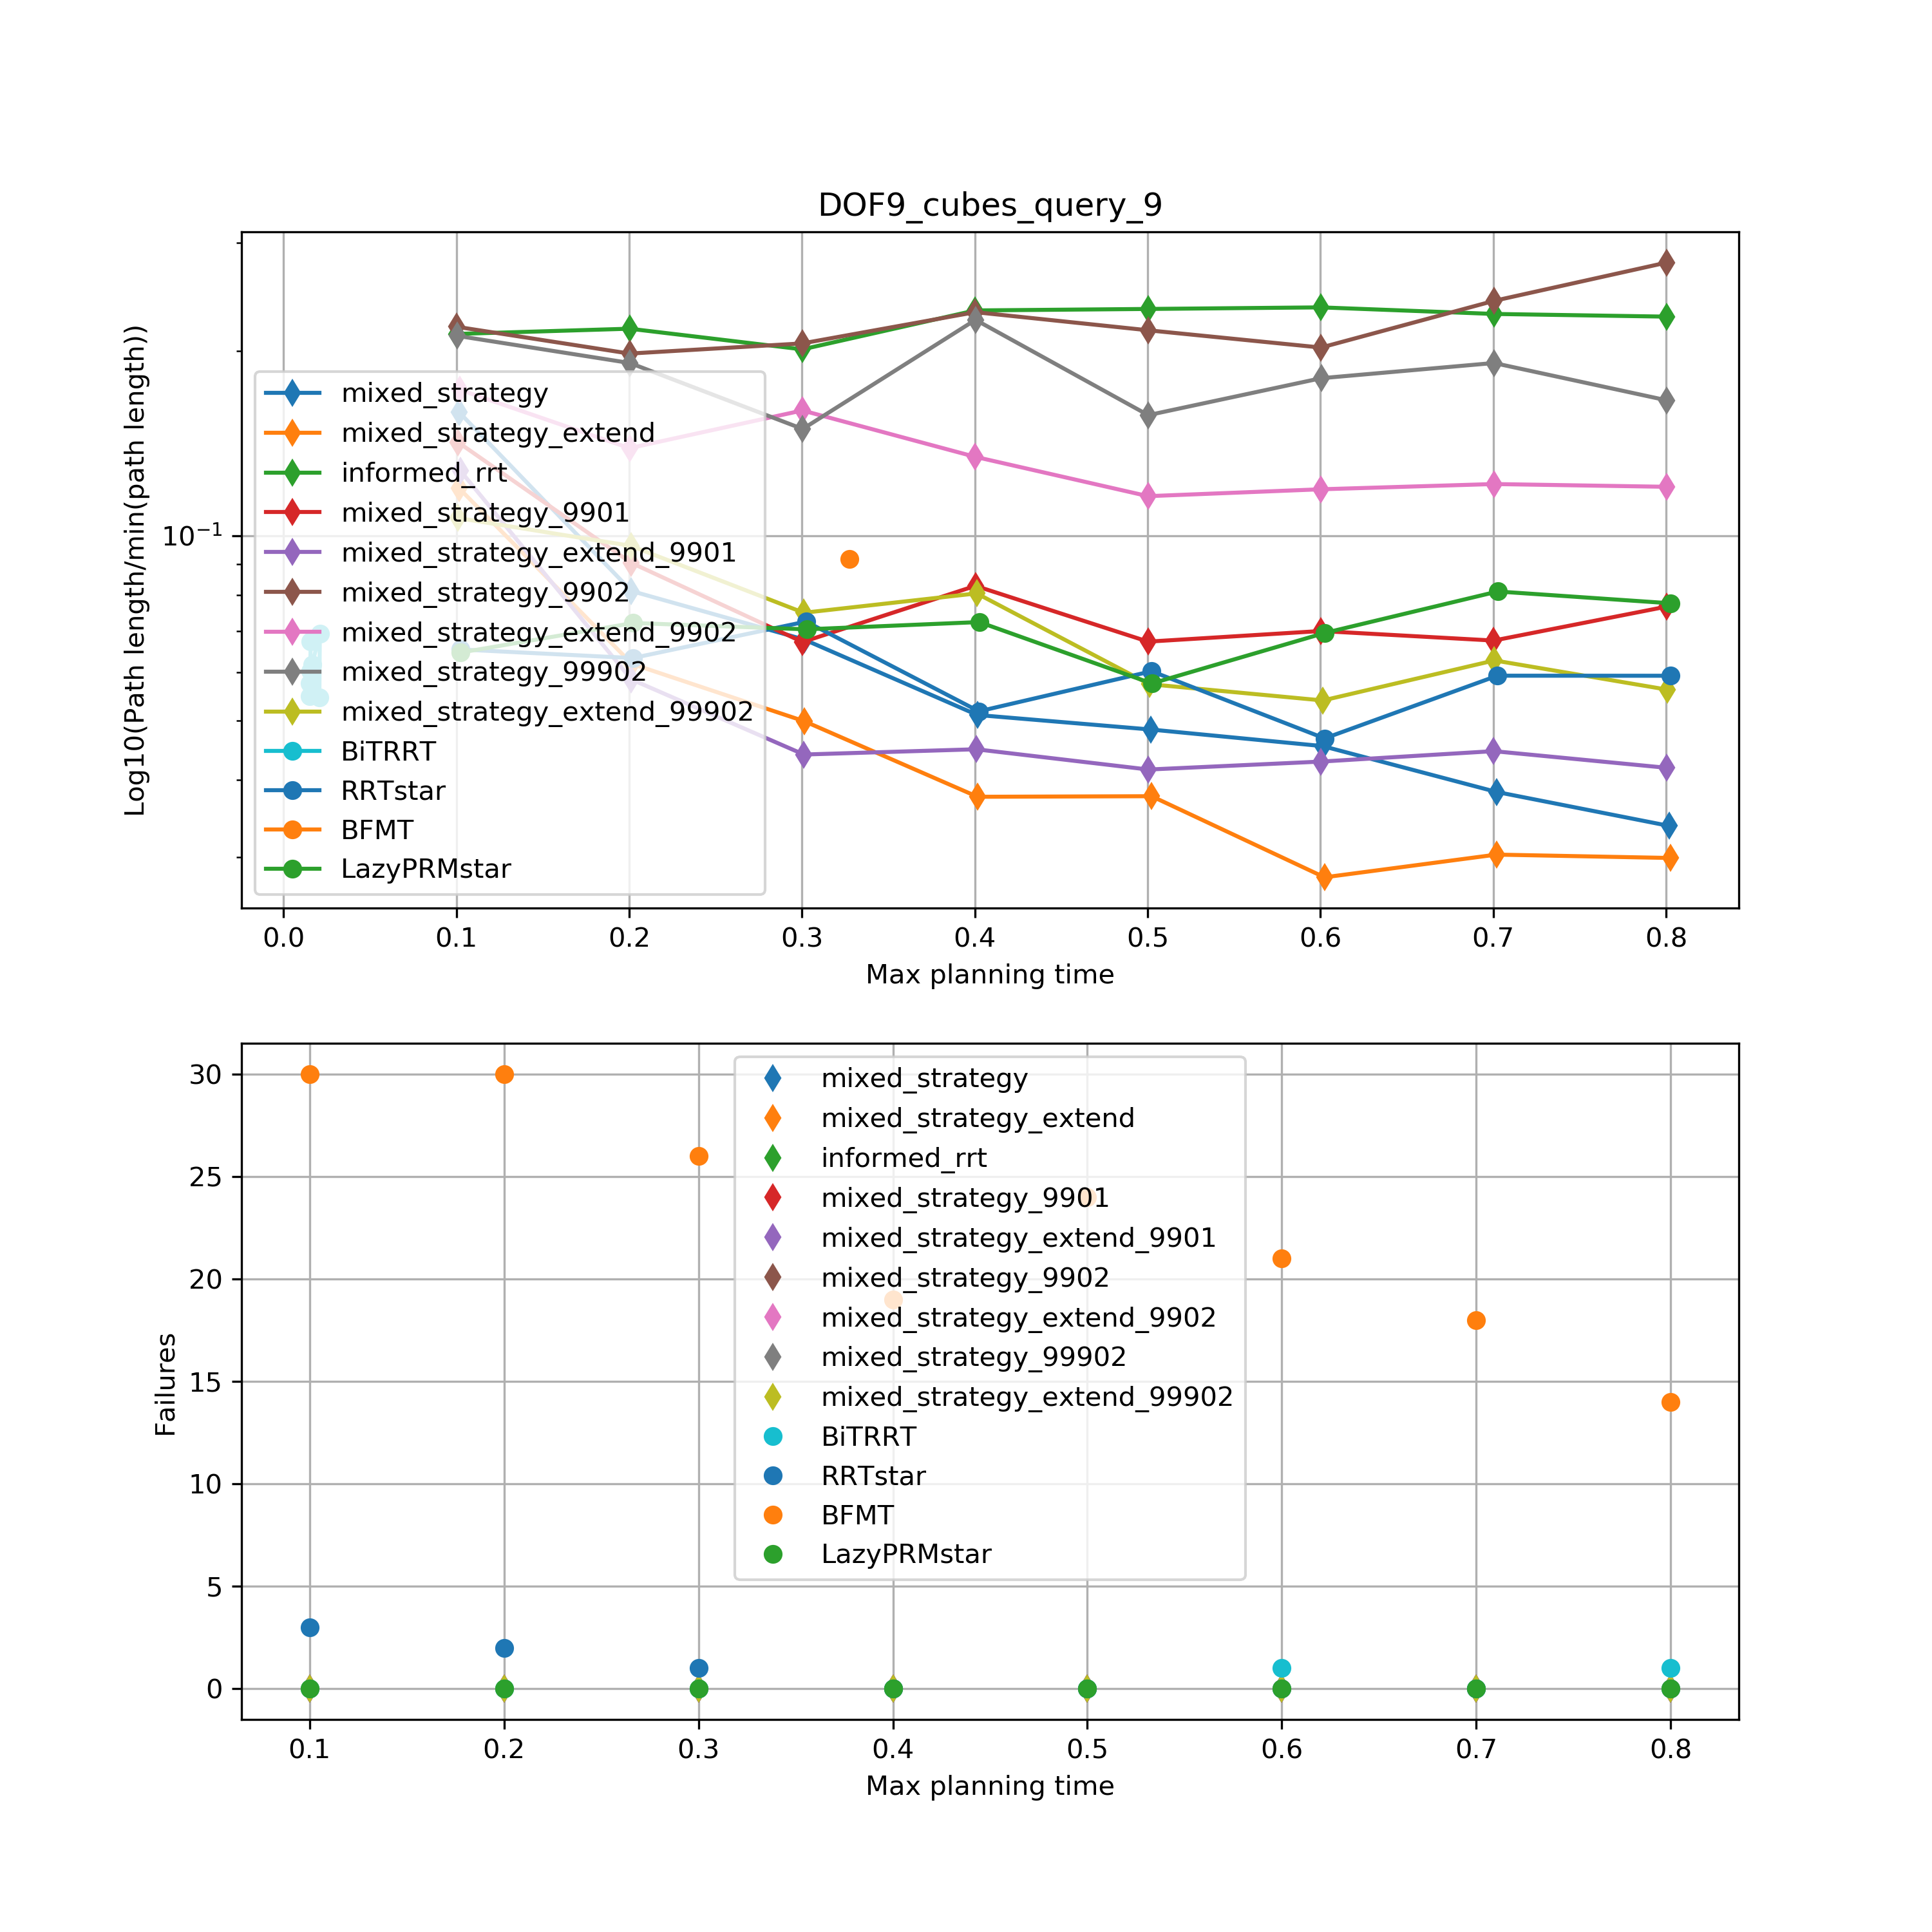 DOF9_cubes_query_9
Log10(Path length/min(path length))
10⁻¹
mixed_strategy
mixed_strategy_extend
informed_rrt
mixed_strategy_9901
mixed_strategy_extend_9901
mixed_strategy_9902
mixed_strategy_extend_9902
mixed_strategy_99902
mixed_strategy_extend_99902
BiTRRT
RRTstar
BFMT
LazyPRMstar
0.0 0.1 0.2 0.3 0.4 0.5 0.6 0.7 0.8
Max planning time
Failures
30
25
20
15
10
5
0
mixed_strategy
mixed_strategy_extend
informed_rrt
mixed_strategy_9901
mixed_strategy_extend_9901
mixed_strategy_9902
mixed_strategy_extend_9902
mixed_strategy_99902
mixed_strategy_extend_99902
BiTRRT
RRTstar
BFMT
LazyPRMstar
0.1 0.2 0.3 0.4 0.5 0.6 0.7 0.8
Max planning time